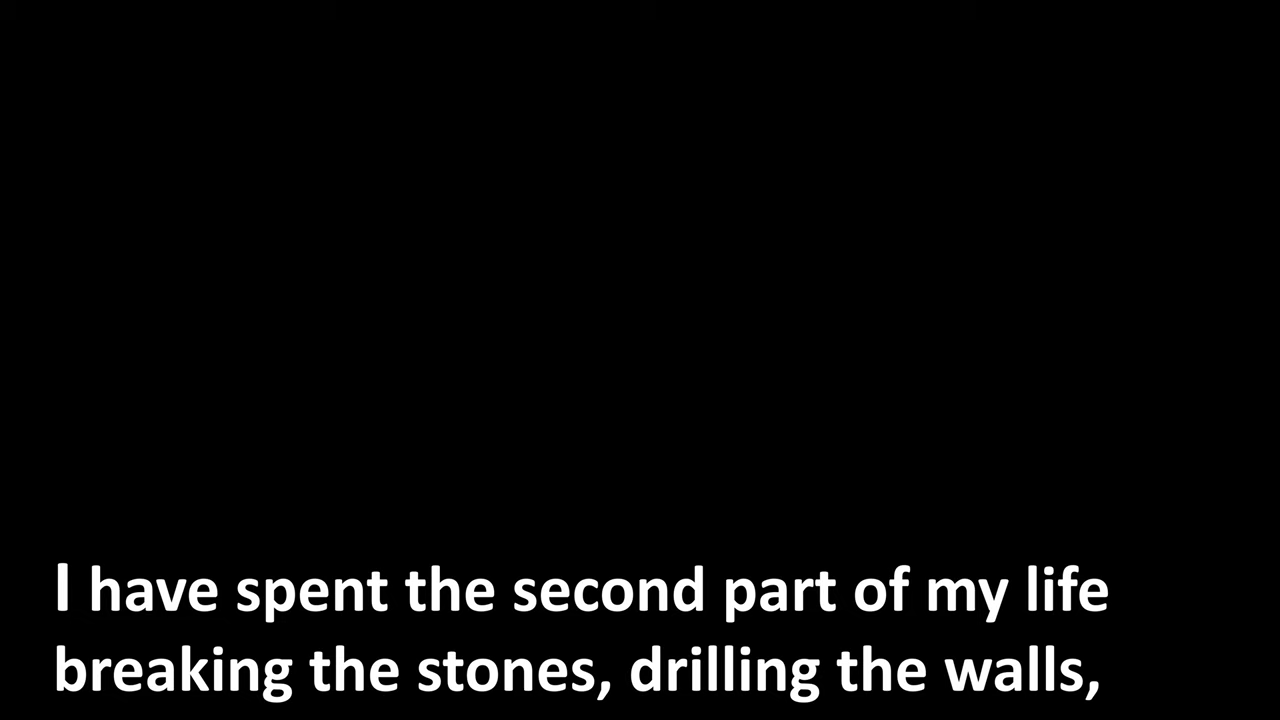 I have spent the second part of my life
breaking the stones, drilling the walls,